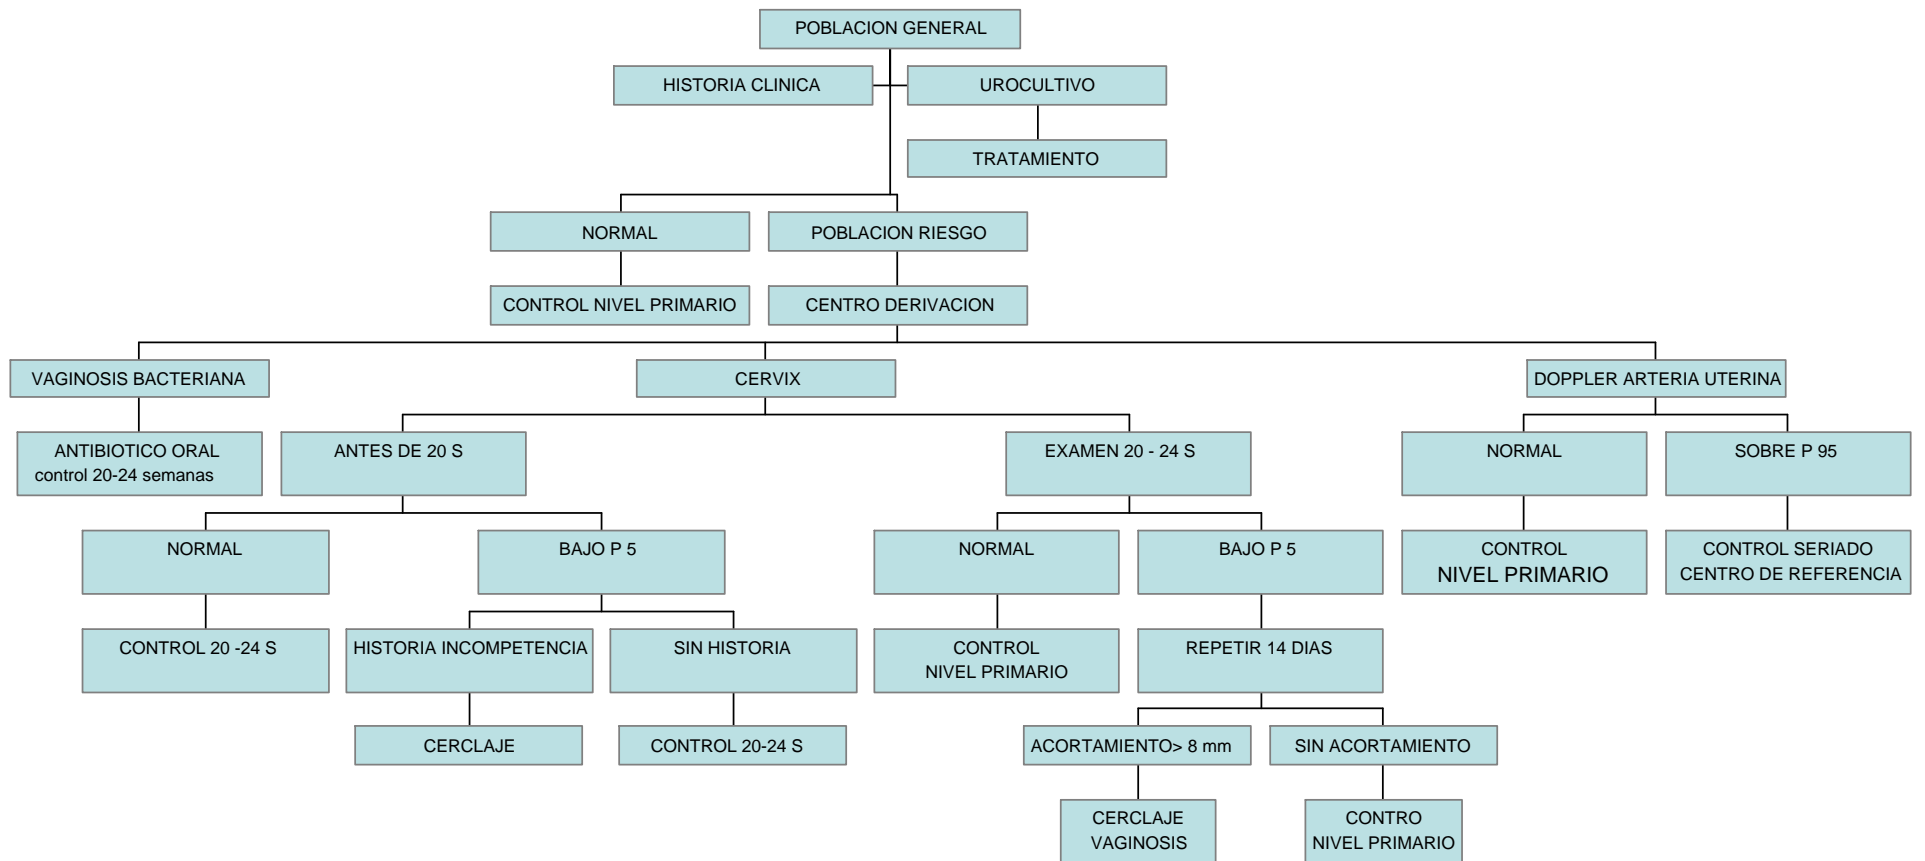 POBLACION GENERAL
HISTORIA CLINICA
UROCULTIVO
TRATAMIENTO
NORMAL
POBLACION RIESGO
CONTROL NIVEL PRIMARIO
CENTRO DERIVACION
VAGINOSIS BACTERIANA
CERVIX
DOPPLER ARTERIA UTERINA
ANTIBIOTICO ORAL
control 20-24 semanas
ANTES DE 20 S
EXAMEN 20 - 24 S
NORMAL
SOBRE P 95
NORMAL
BAJO P 5
NORMAL
BAJO P 5
CONTROL
NIVEL PRIMARIO
CONTROL SERIADO
CENTRO DE REFERENCIA
CONTROL 20 -24 S
HISTORIA INCOMPETENCIA
SIN HISTORIA
CONTROL
NIVEL PRIMARIO
REPETIR 14 DIAS
CERCLAJE
CONTROL 20-24 S
ACORTAMIENTO> 8 mm
SIN ACORTAMIENTO
CERCLAJE
VAGINOSIS
CONTRO
NIVEL PRIMARIO